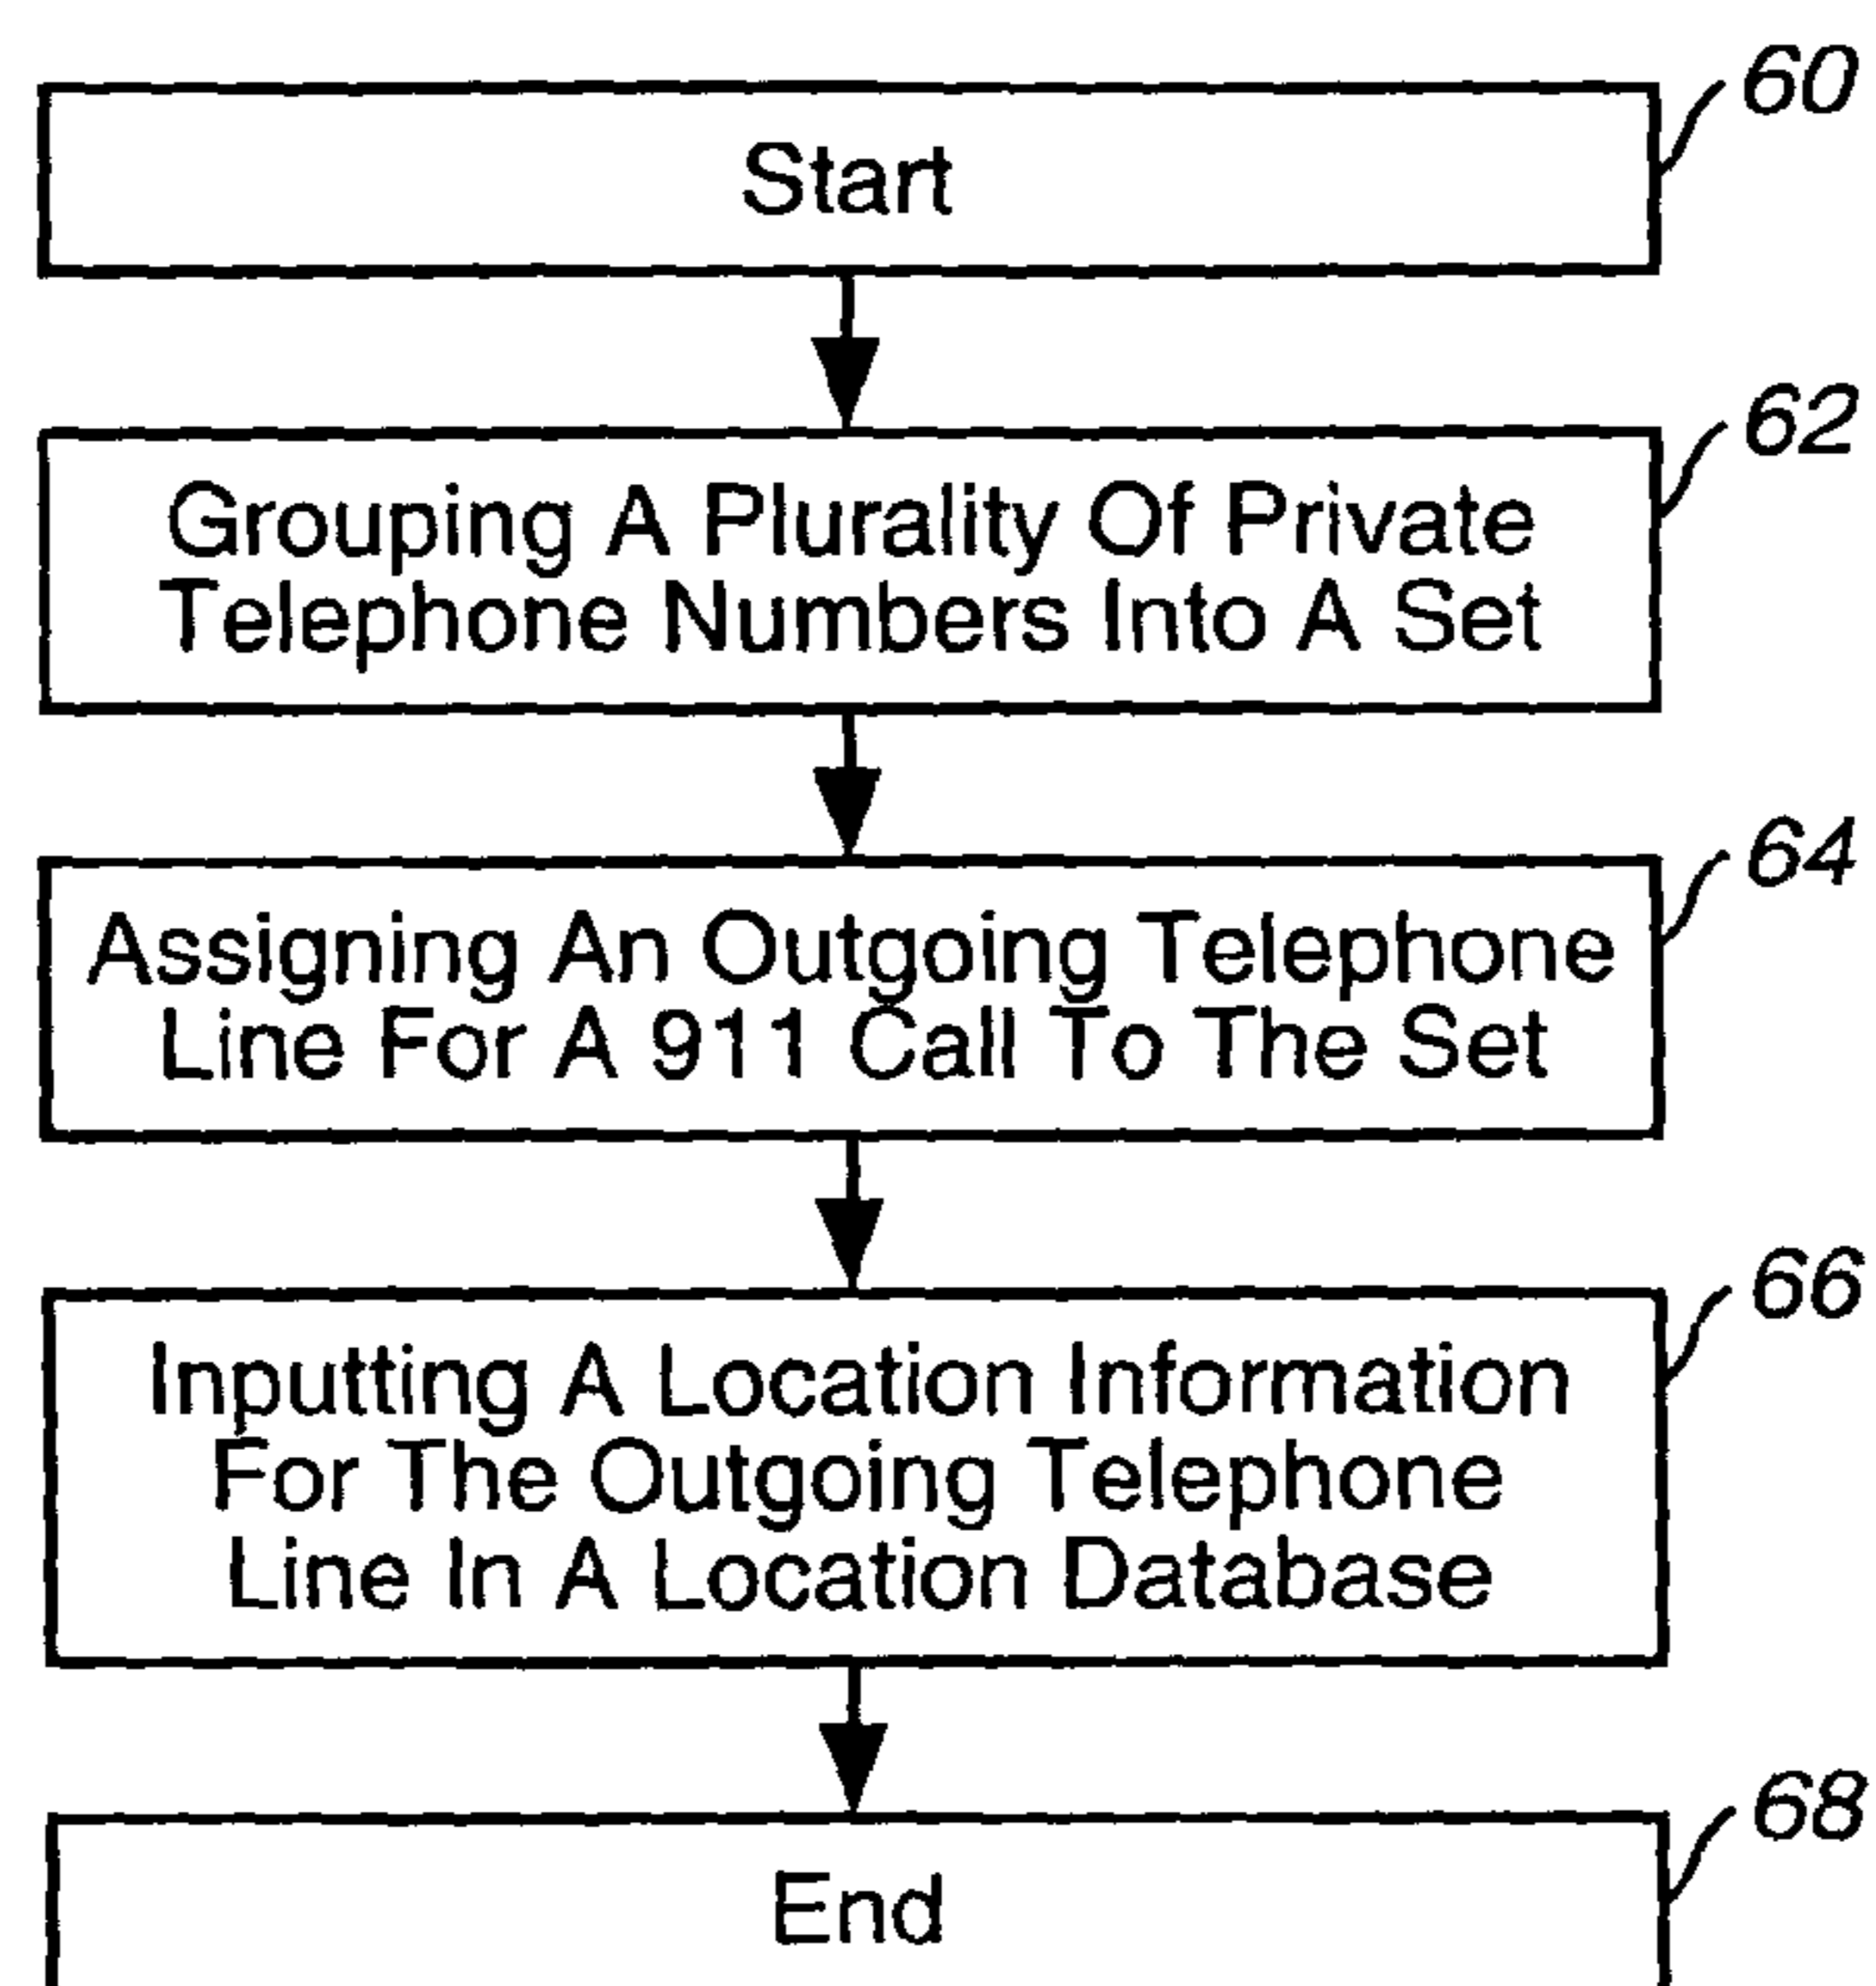 60
Start
62
Grouping A Plurality Of Private
Telephone Numbers Into A Set
64
Assigning An Outgoing Telephone
Line For A 911 Call To The Set
66
Inputting A Location Information
For The Outgoing Telephone
Line In A Location Database
68
End